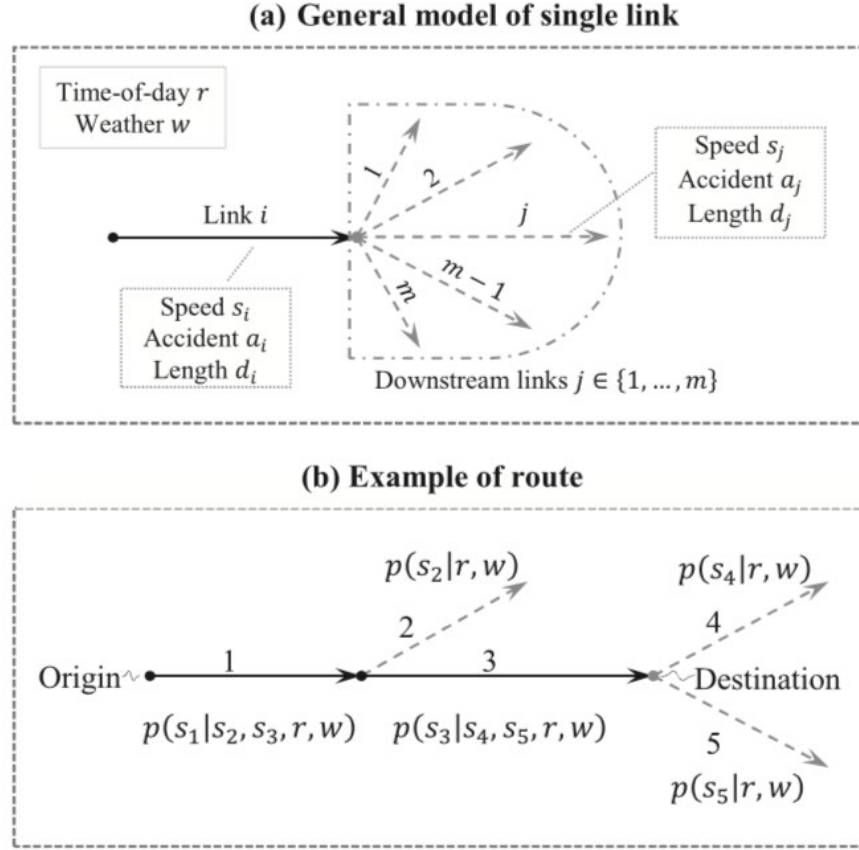 (a) General model of single link
Time-of-day r
Weather w
1
2
Speed s_j
Accident a_j
Length d_j
Link i
j
m − 1
m
Speed s_i
Accident a_i
Length d_i
Downstream links j ∈ {1, ..., m}
(b) Example of route
p(s_2|r, w)
p(s_4|r, w)
2
4
1
3
Origin
Destination
p(s_1|s_2, s_3, r, w)
p(s_3|s_4, s_5, r, w)
5
p(s_5|r, w)